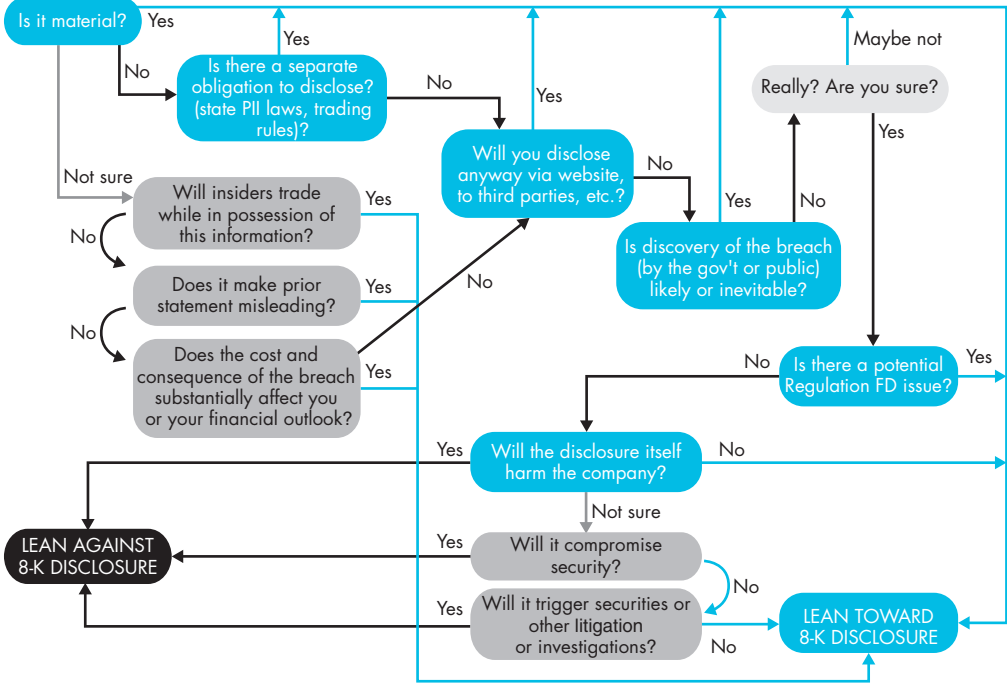 Is it material?
Yes
No
Not sure
Is there a separate
obligation to disclose?
(state PII laws, trading
rules)?
Yes
No
Will you disclose
anyway via website,
to third parties, etc.?
Yes
No
Is discovery of the breach
(by the gov't or public)
likely or inevitable?
Yes
No
Really? Are you sure?
Maybe not
Yes
Will insiders trade
while in possession of
this information?
Yes
No
Does it make prior
statement misleading?
Yes
No
Does the cost and
consequence of the breach
substantially affect you
or your financial outlook?
Yes
No
Is there a potential
Regulation FD issue?
Yes
No
Will the disclosure itself
harm the company?
Yes
No
Not sure
Will it compromise
security?
Yes
No
Will it trigger securities or
other litigation
or investigations?
Yes
No
LEAN AGAINST
8-K DISCLOSURE
LEAN TOWARD
8-K DISCLOSURE